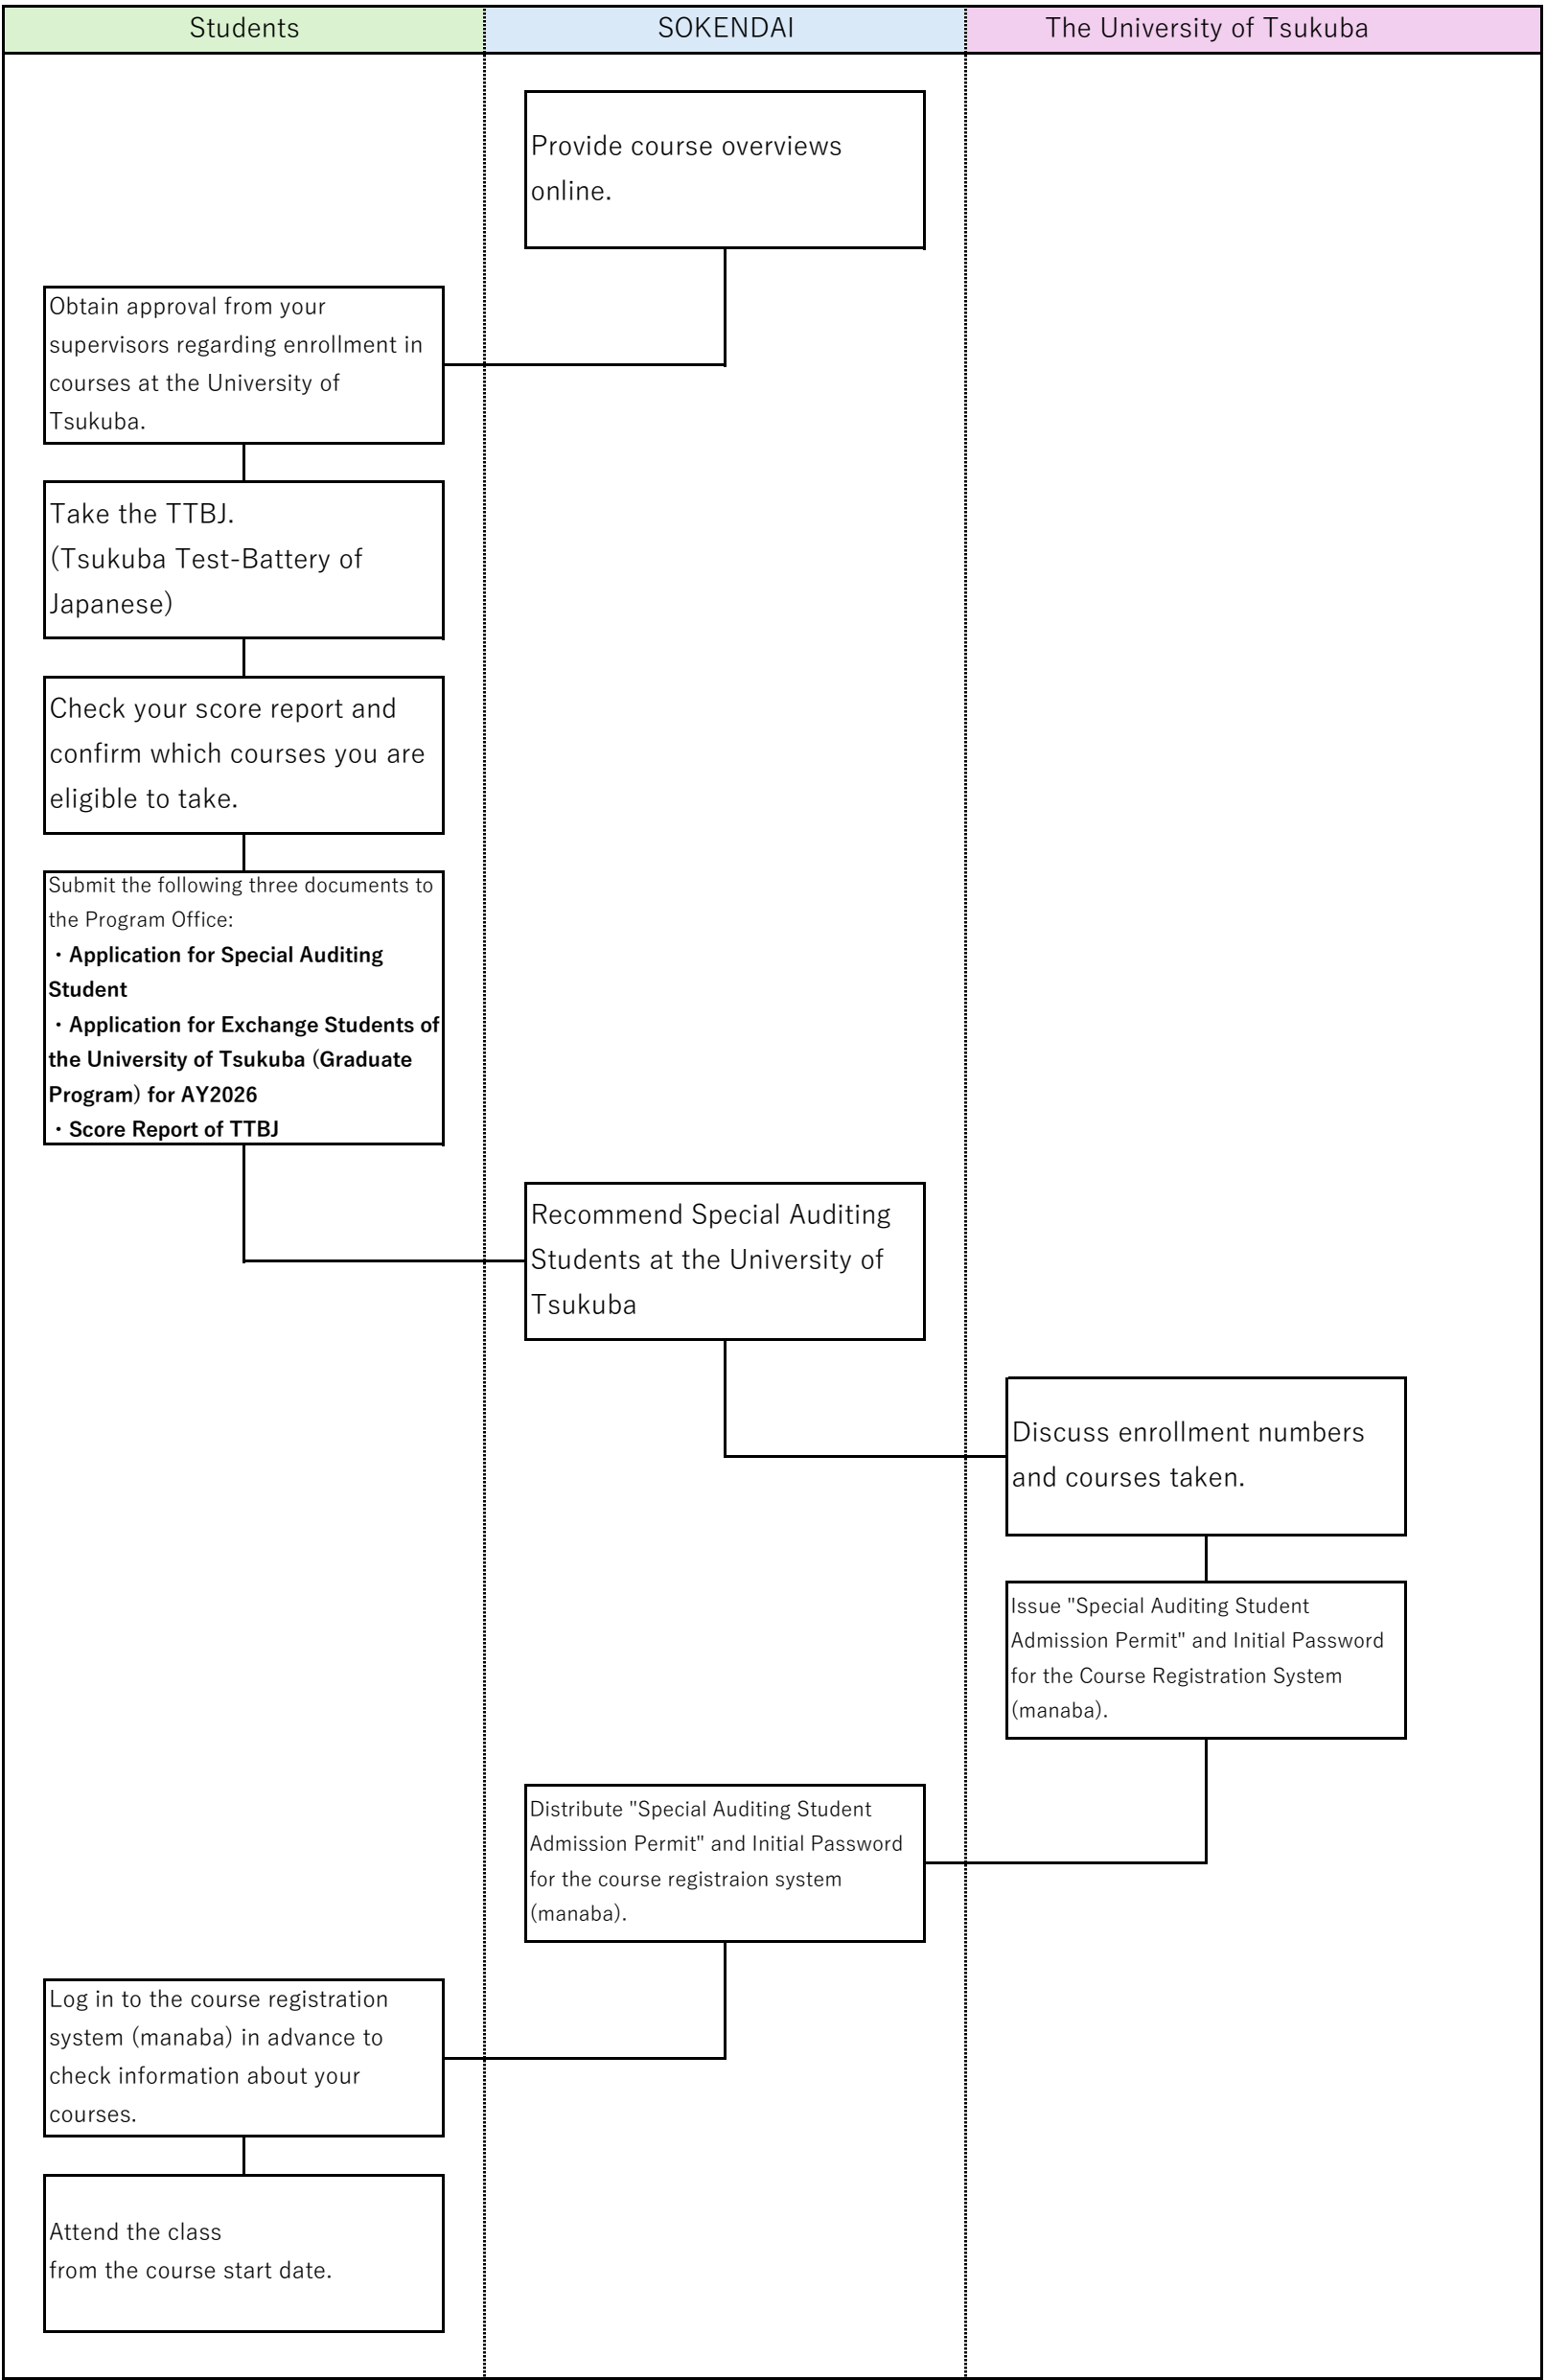 Students
SOKENDAI
The University of Tsukuba
Provide course overviews
online.
Obtain approval from your
supervisors regarding enrollment in
courses at the University of
Tsukuba.
Take the TTBJ.
(Tsukuba Test-Battery of
Japanese)
Check your score report and
confirm which courses you are
eligible to take.
Submit the following three documents to
the Program Office:
・Application for Special Auditing
Student
・Application for Exchange Students of
the University of Tsukuba (Graduate
Program) for AY2026
・Score Report of TTBJ
Recommend Special Auditing
Students at the University of
Tsukuba
Discuss enrollment numbers
and courses taken.
Issue "Special Auditing Student
Admission Permit" and Initial Password
for the Course Registration System
(manaba).
Distribute "Special Auditing Student
Admission Permit" and Initial Password
for the course registraion system
(manaba).
Log in to the course registration
system (manaba) in advance to
check information about your
courses.
Attend the class
from the course start date.